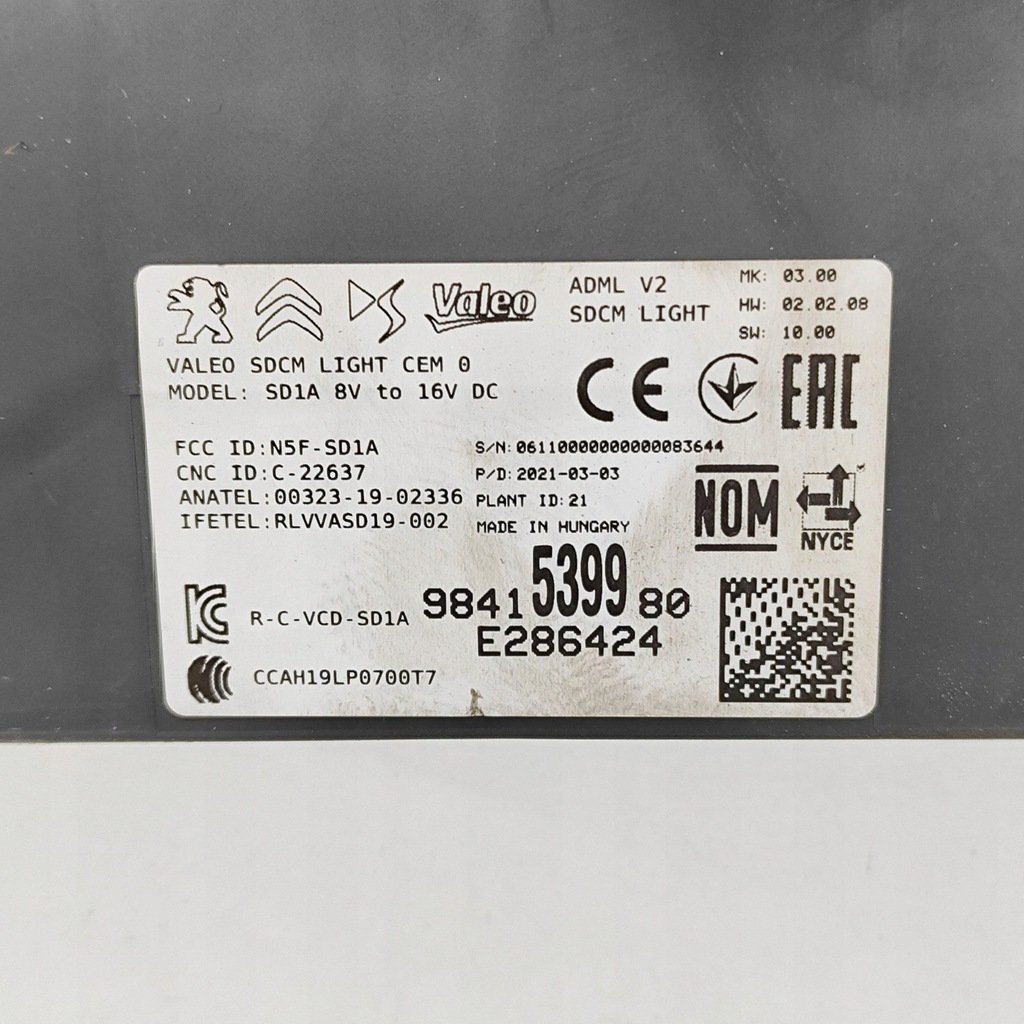 Valeo
ADML V2
SDCM LIGHT
MK: 03.00
HW: 02.02.08
SW: 10.00
VALEO SDCM LIGHT CEM 0
MODEL: SD1A 8V to 16V DC
CE
EAC
FCC ID:N5F-SD1A
CNC ID:C-22637
ANATEL:00323-19-02336
IFETEL:RLVVASD19-002
S/N:06110000000000083644
P/D:2021-03-03
PLANT ID:21
MADE IN HUNGARY
NOM
NYCE
R-C-VCD-SD1A
9841 5399 80
E286424
CCAH19LP0700T7